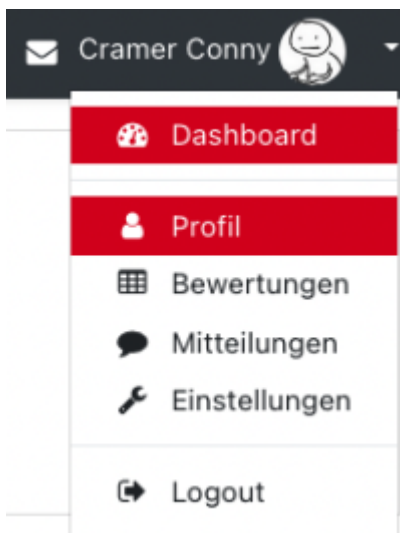 Cramer Conny
Dashboard
Profil
Bewertungen
Mitteilungen
Einstellungen
Logout